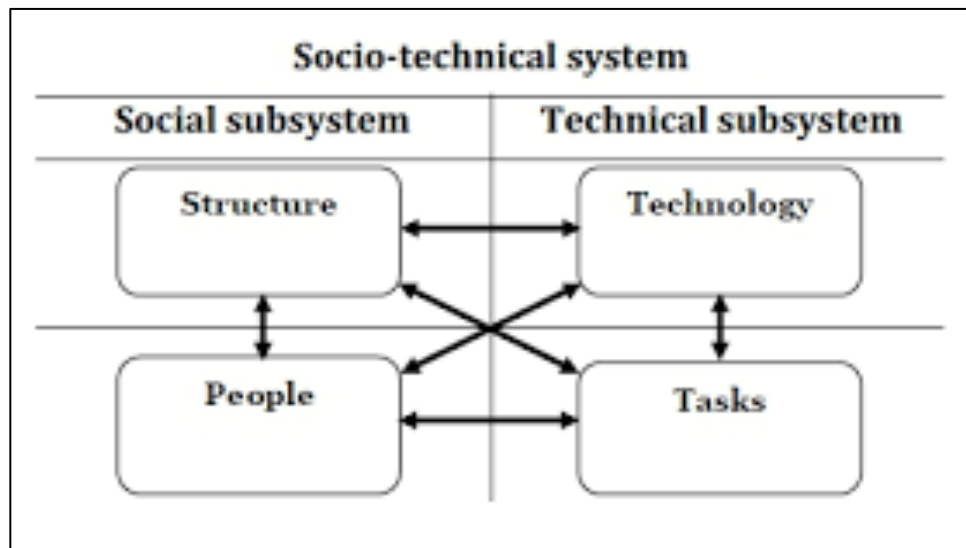 Socio-technical system
Social subsystem
Technical subsystem
Structure
Technology
People
Tasks